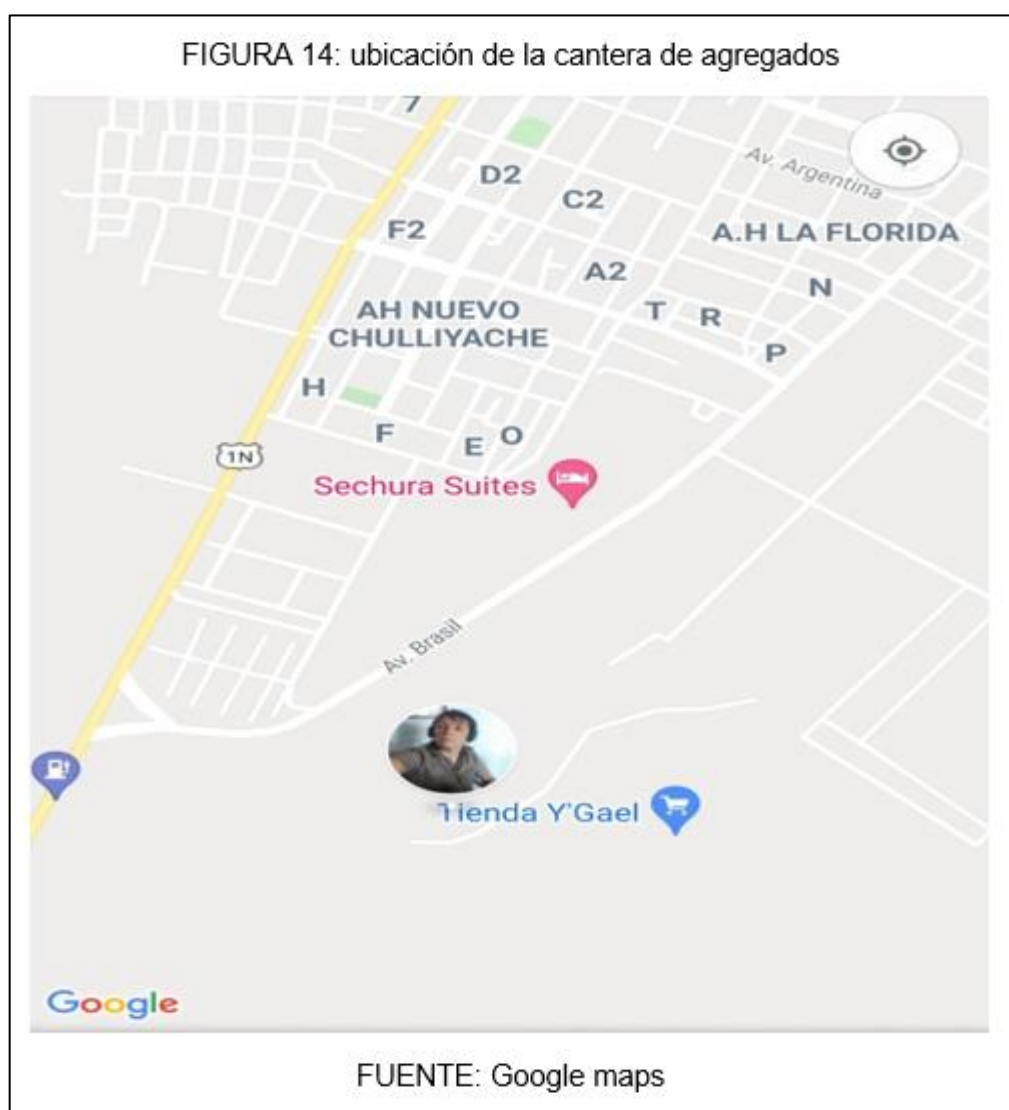 FIGURA 14: ubicación de la cantera de agregados
7
Av. Argentina
D2
C2
F2
A.H LA FLORIDA
A2
N
AH NUEVO
CHULLIYACHE
T
R
P
H
F
E
O
1N
Sechura Suites
Av. Brasil
Tienda Y'Gael
Google
FUENTE: Google maps